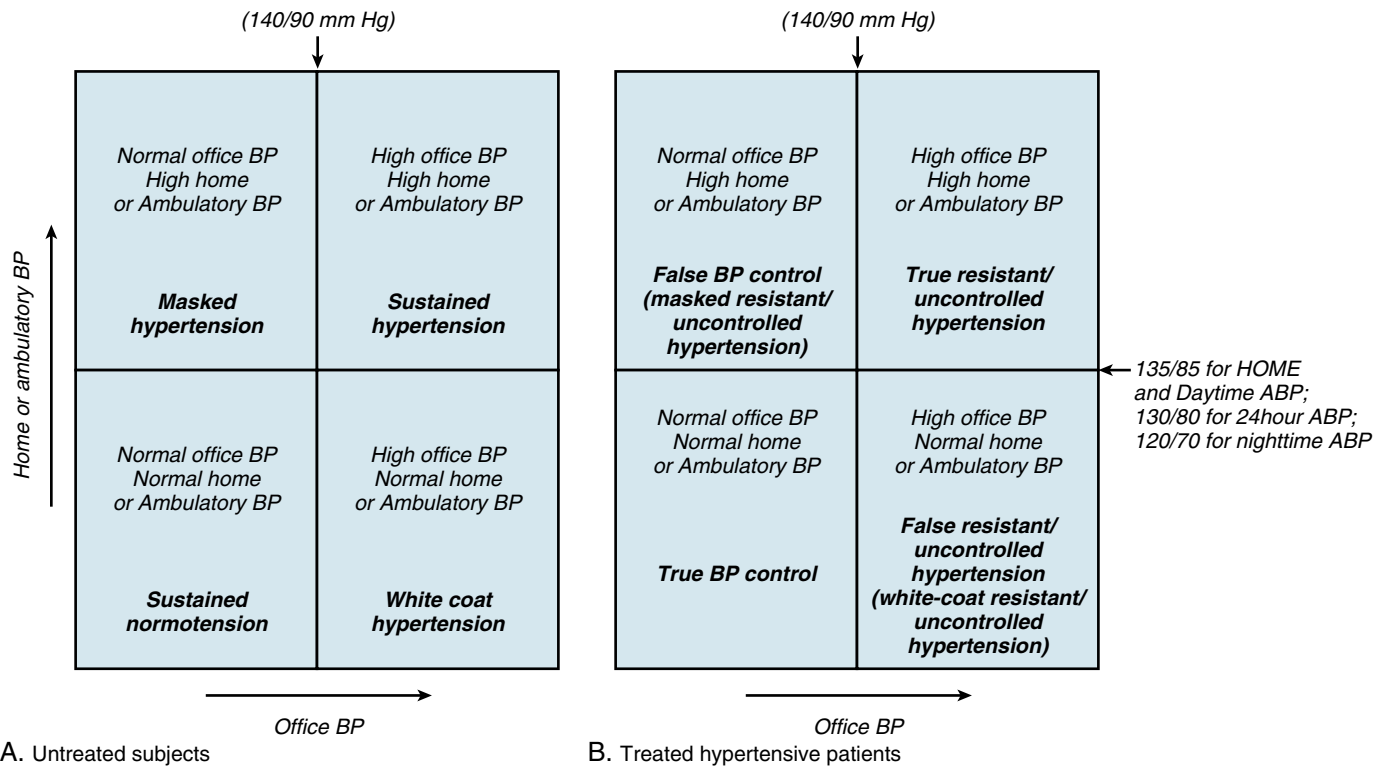 (140/90 mm Hg)
Normal office BP
High home
or Ambulatory BP
Masked
hypertension
High office BP
High home
or Ambulatory BP
Sustained
hypertension
Normal office BP
Normal home
or Ambulatory BP
Sustained
normotension
High office BP
Normal home
or Ambulatory BP
White coat
hypertension
Home or ambulatory BP
Office BP
A. Untreated subjects
(140/90 mm Hg)
Normal office BP
High home
or Ambulatory BP
False BP control
(masked resistant/
uncontrolled
hypertension)
High office BP
High home
or Ambulatory BP
True resistant/
uncontrolled
hypertension
Normal office BP
Normal home
or Ambulatory BP
True BP control
High office BP
Normal home
or Ambulatory BP
False resistant/
uncontrolled
hypertension
(white-coat resistant/
uncontrolled
hypertension)
135/85 for HOME
and Daytime ABP;
130/80 for 24hour ABP;
120/70 for nighttime ABP
Office BP
B. Treated hypertensive patients